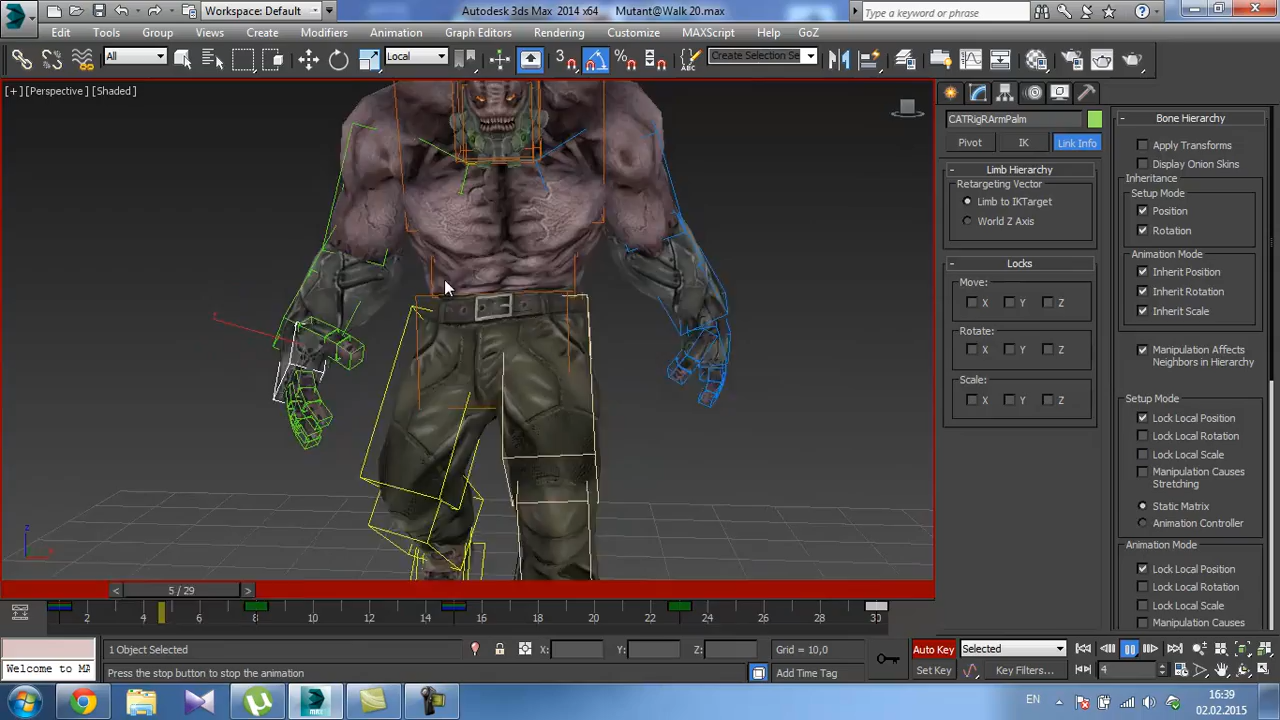 Workspace: Default
Autodesk 3ds Max 2014 x64 Mutant@Walk 20.max
Type a keyword or phrase
Edit Tools Group Views Create Modifiers Animation Graph Editors Rendering Customize MAXScript Help GoZ
All
Local
3
Create Selection Se
[+] [Perspective] [Shaded]
CATRigRArmPalm
Pivot IK Link Info
Limb Hierarchy
Retargeting Vector
Limb to IKTarget
World Z Axis
Locks
Move:
X Y Z
Rotate:
X Y Z
Scale:
X Y Z
Bone Hierarchy
Apply Transforms
Display Onion Skins
Inheritance
Setup Mode
Position
Rotation
Animation Mode
Inherit Position
Inherit Rotation
Inherit Scale
Manipulation Affects
Neighbors in Hierarchy
Setup Mode
Lock Local Position
Lock Local Rotation
Lock Local Scale
Manipulation Causes
Stretching
Static Matrix
Animation Controller
Animation Mode
Lock Local Position
Lock Local Rotation
Lock Local Scale
Manipulation Causes
< 5 / 29 >
2 4 6 8 10 12 14 16 18 20 22 24 26 28 30
1 Object Selected
X: Y: Z:
Grid = 10,0
Auto Key Selected
Welcome to MA
Press the stop button to stop the animation
Add Time Tag
Set Key Key Filters... 4
EN
16:39
02.02.2015